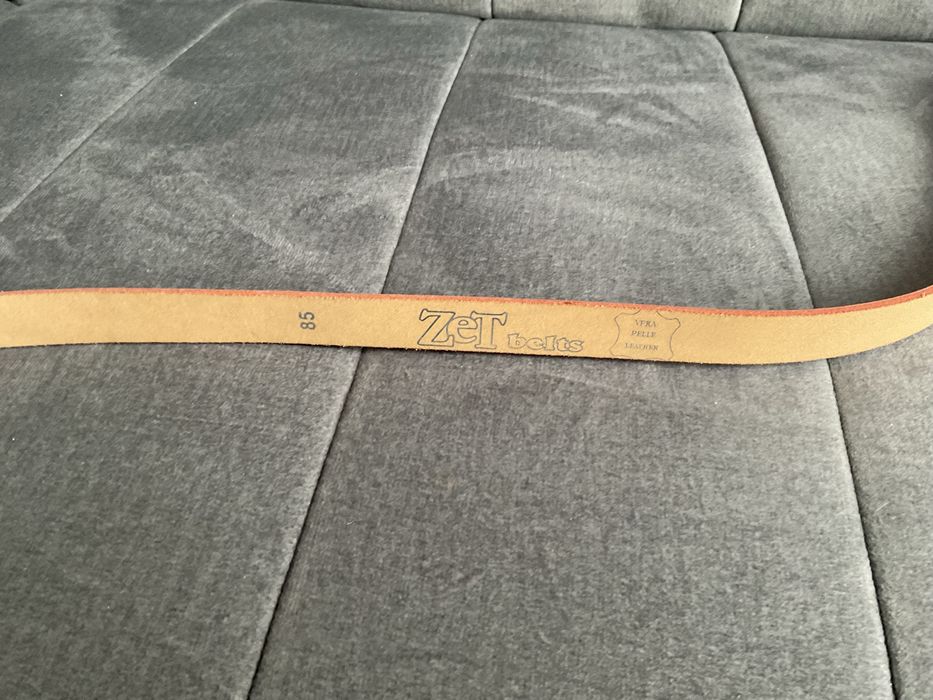 85
ZeT belts
VERA
PELLE
LEATHER